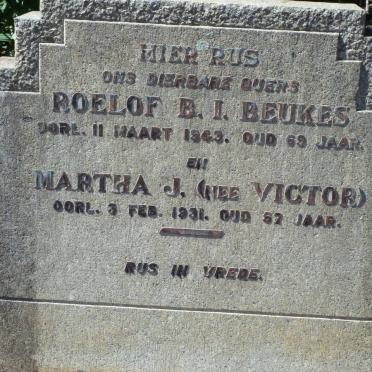 HIER RUS
ONS DIERBARE OUERS
ROELOF B. I. BEUKES
OORL. 11 MAART 1943. OUD 69 JAAR.
EN
MARTHA J. (NEE VICTOR)
OORL. 3 FEB. 1931. OUD 52 JAAR.
RUS IN VREDE.